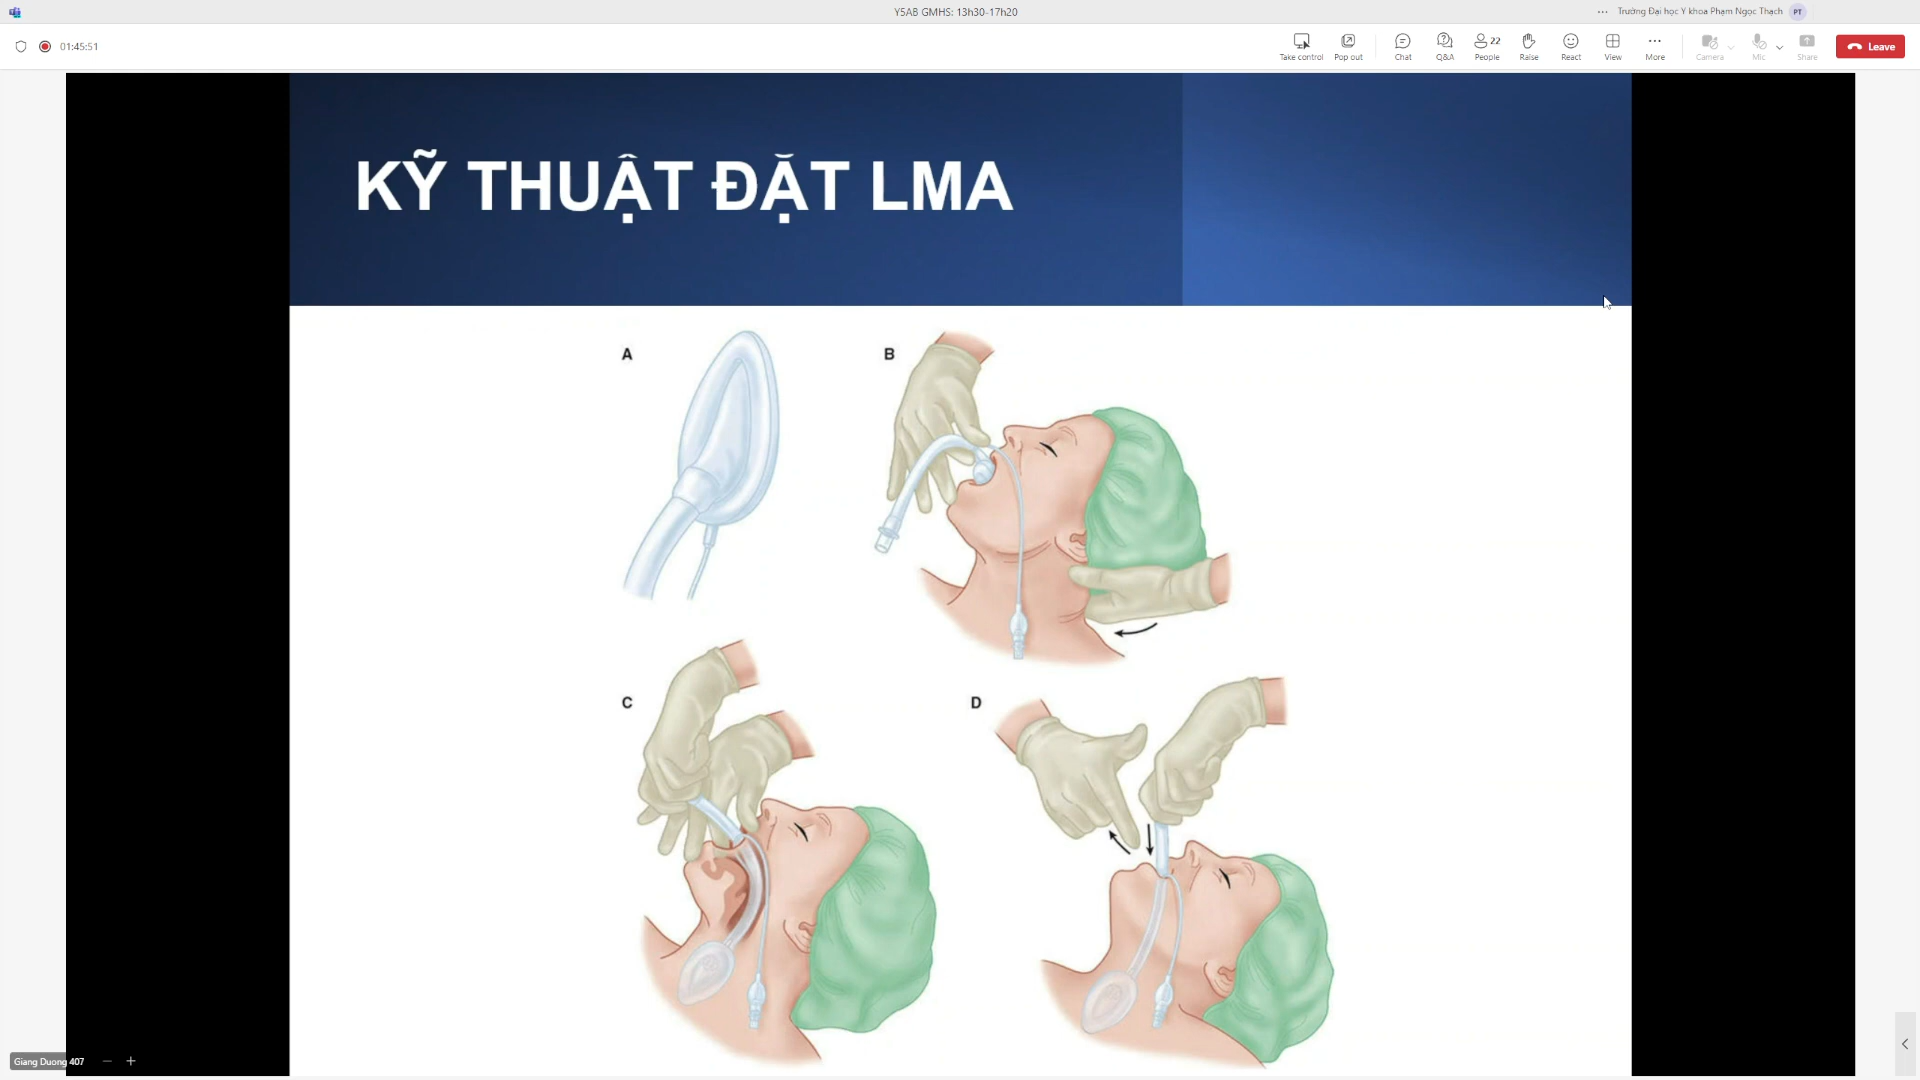 Y5AB GMHS: 13h30-17h20
Trường Đại học Y khoa Phạm Ngọc Thạch
PT
01:45:51
Take control
Pop out
Chat
Q&A
22
People
Raise
React
View
More
Camera
Mic
Share
Leave
KỸ THUẬT ĐẶT LMA
A
B
C
D
Giang Duong 407